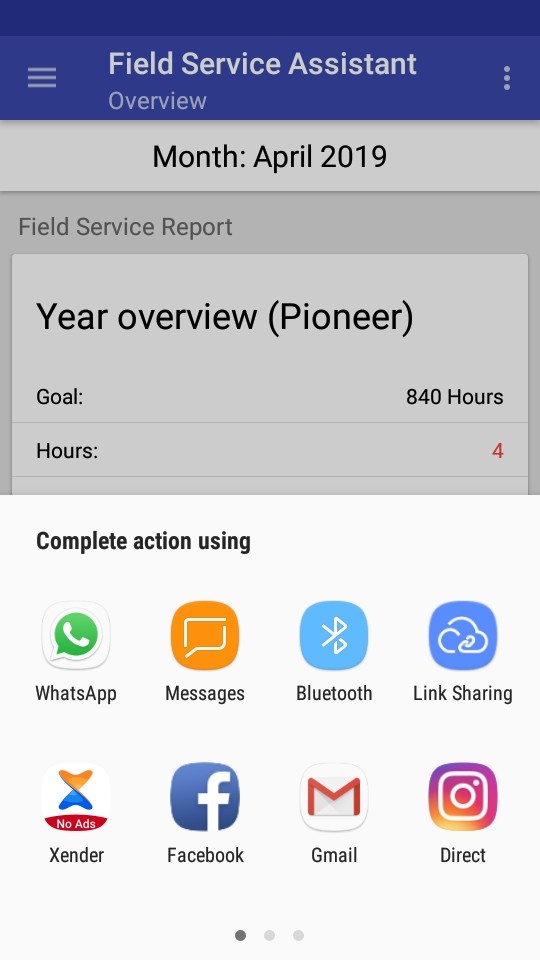 Field Service Assistant
Overview
Month: April 2019
Field Service Report
Year overview (Pioneer)
Goal: 840 Hours
Hours: 4
Complete action using
WhatsApp Messages Bluetooth Link Sharing
No Ads
Xender Facebook Gmail Direct